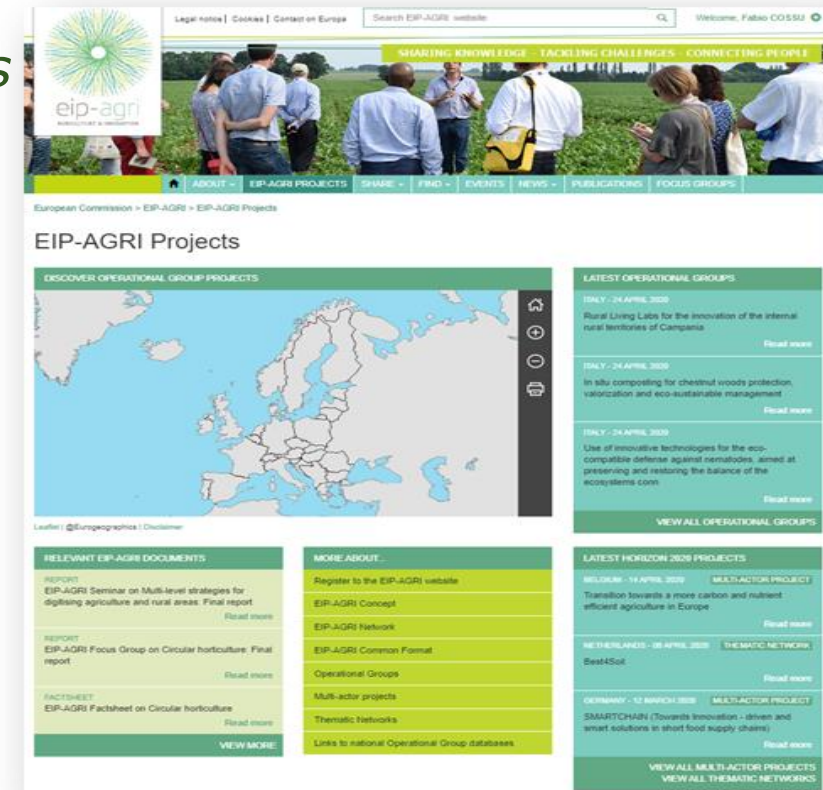 s
Legal notice | Cookies | Contact on Europa
Search EIP-AGRI website
Welcome, Fabio COSSU
eip-agri
AGRICULTURE & INNOVATION
SHARING KNOWLEDGE - TACKLING CHALLENGES - CONNECTING PEOPLE
ABOUT
EIP-AGRI PROJECTS
SHARE
FIND
EVENTS
NEWS
PUBLICATIONS
FOCUS GROUPS
European Commission > EIP-AGRI > EIP-AGRI Projects
EIP-AGRI Projects
DISCOVER OPERATIONAL GROUP PROJECTS
Leaflet | @Eurogeographics | Disclaimer
LATEST OPERATIONAL GROUPS
ITALY - 24 APRIL 2020
Rural Living Labs for the innovation of the internal
rural territories of Campania
Read more
ITALY - 24 APRIL 2020
In situ composting for chestnut woods protection,
valorization and eco-sustainable management
Read more
ITALY - 24 APRIL 2020
Use of innovative technologies for the eco-
compatible defense against nematodes, aimed at
preserving and restoring the balance of the
ecosystems conn
Read more
VIEW ALL OPERATIONAL GROUPS
RELEVANT EIP-AGRI DOCUMENTS
REPORT
EIP-AGRI Seminar on Multi-level strategies for
digitising agriculture and rural areas: Final report
Read more
REPORT
EIP-AGRI Focus Group on Circular horticulture: Final
report
Read more
FACTSHEET
EIP-AGRI Factsheet on Circular horticulture
Read more
VIEW MORE
MORE ABOUT...
Register to the EIP-AGRI website
EIP-AGRI Concept
EIP-AGRI Network
EIP-AGRI Common Format
Operational Groups
Multi-actor projects
Thematic Networks
Links to national Operational Group databases
LATEST HORIZON 2020 PROJECTS
BELGIUM - 14 APRIL 2020 MULTI-ACTOR PROJECT
Transition towards a more carbon and nutrient
efficient agriculture in Europe
Read more
NETHERLANDS - 09 APRIL 2020 THEMATIC NETWORK
Best4Soil
Read more
GERMANY - 12 MARCH 2020 MULTI-ACTOR PROJECT
SMARTCHAIN (Towards Innovation - driven and
smart solutions in short food supply chains)
Read more
VIEW ALL MULTI-ACTOR PROJECTS
VIEW ALL THEMATIC NETWORKS